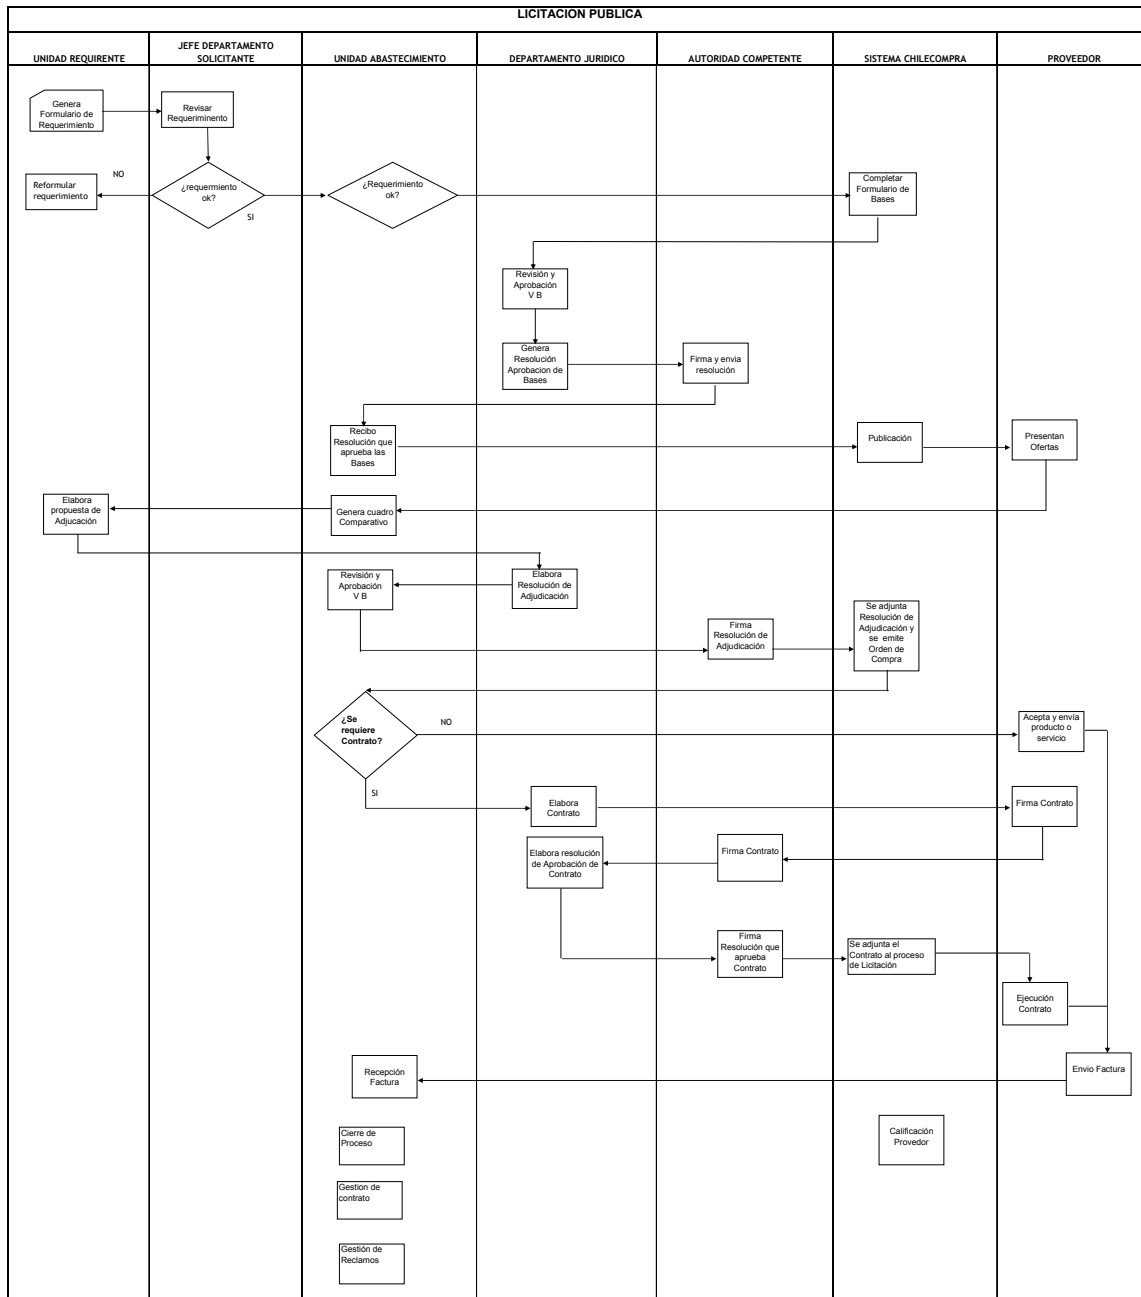 LICITACION PUBLICA
UNIDAD REQUIRENTE
JEFE DEPARTAMENTO
SOLICITANTE
UNIDAD ABASTECIMIENTO
DEPARTAMENTO JURIDICO
AUTORIDAD COMPETENTE
SISTEMA CHILECOMPRA
PROVEEDOR
Genera
Formulario de
Requerimiento
Revisar
Requeriminento
Reformular
requerimiento
NO
¿requermiento
ok?
SI
¿Requerimiento
ok?
Completar
Formulario de
Bases
Revisión y
Aprobación
V B
Genera
Resolución
Aprobacion de
Bases
Firma y envia
resolución
Recibo
Resolución que
aprueba las
Bases
Publicación
Presentan
Ofertas
Elabora
propuesta de
Adjucación
Genera cuadro
Comparativo
Revisión y
Aprobación
V B
Elabora
Resolución de
Adjudicación
Firma
Resolución de
Adjudicación
Se adjunta
Resolución de
Adjudicación y
se emite
Orden de
Compra
¿Se
requiere
Contrato?
NO
Acepta y envía
producto o
servicio
SI
Elabora
Contrato
Firma Contrato
Elabora resolución
de Aprobación de
Contrato
Firma Contrato
Firma
Resolución que
aprueba
Contrato
Se adjunta el
Contrato al proceso
de Licitación
Ejecución
Contrato
Recepción
Factura
Envio Factura
Cierre de
Proceso
Calificación
Provedor
Gestion de
contrato
Gestión de
Reclamos